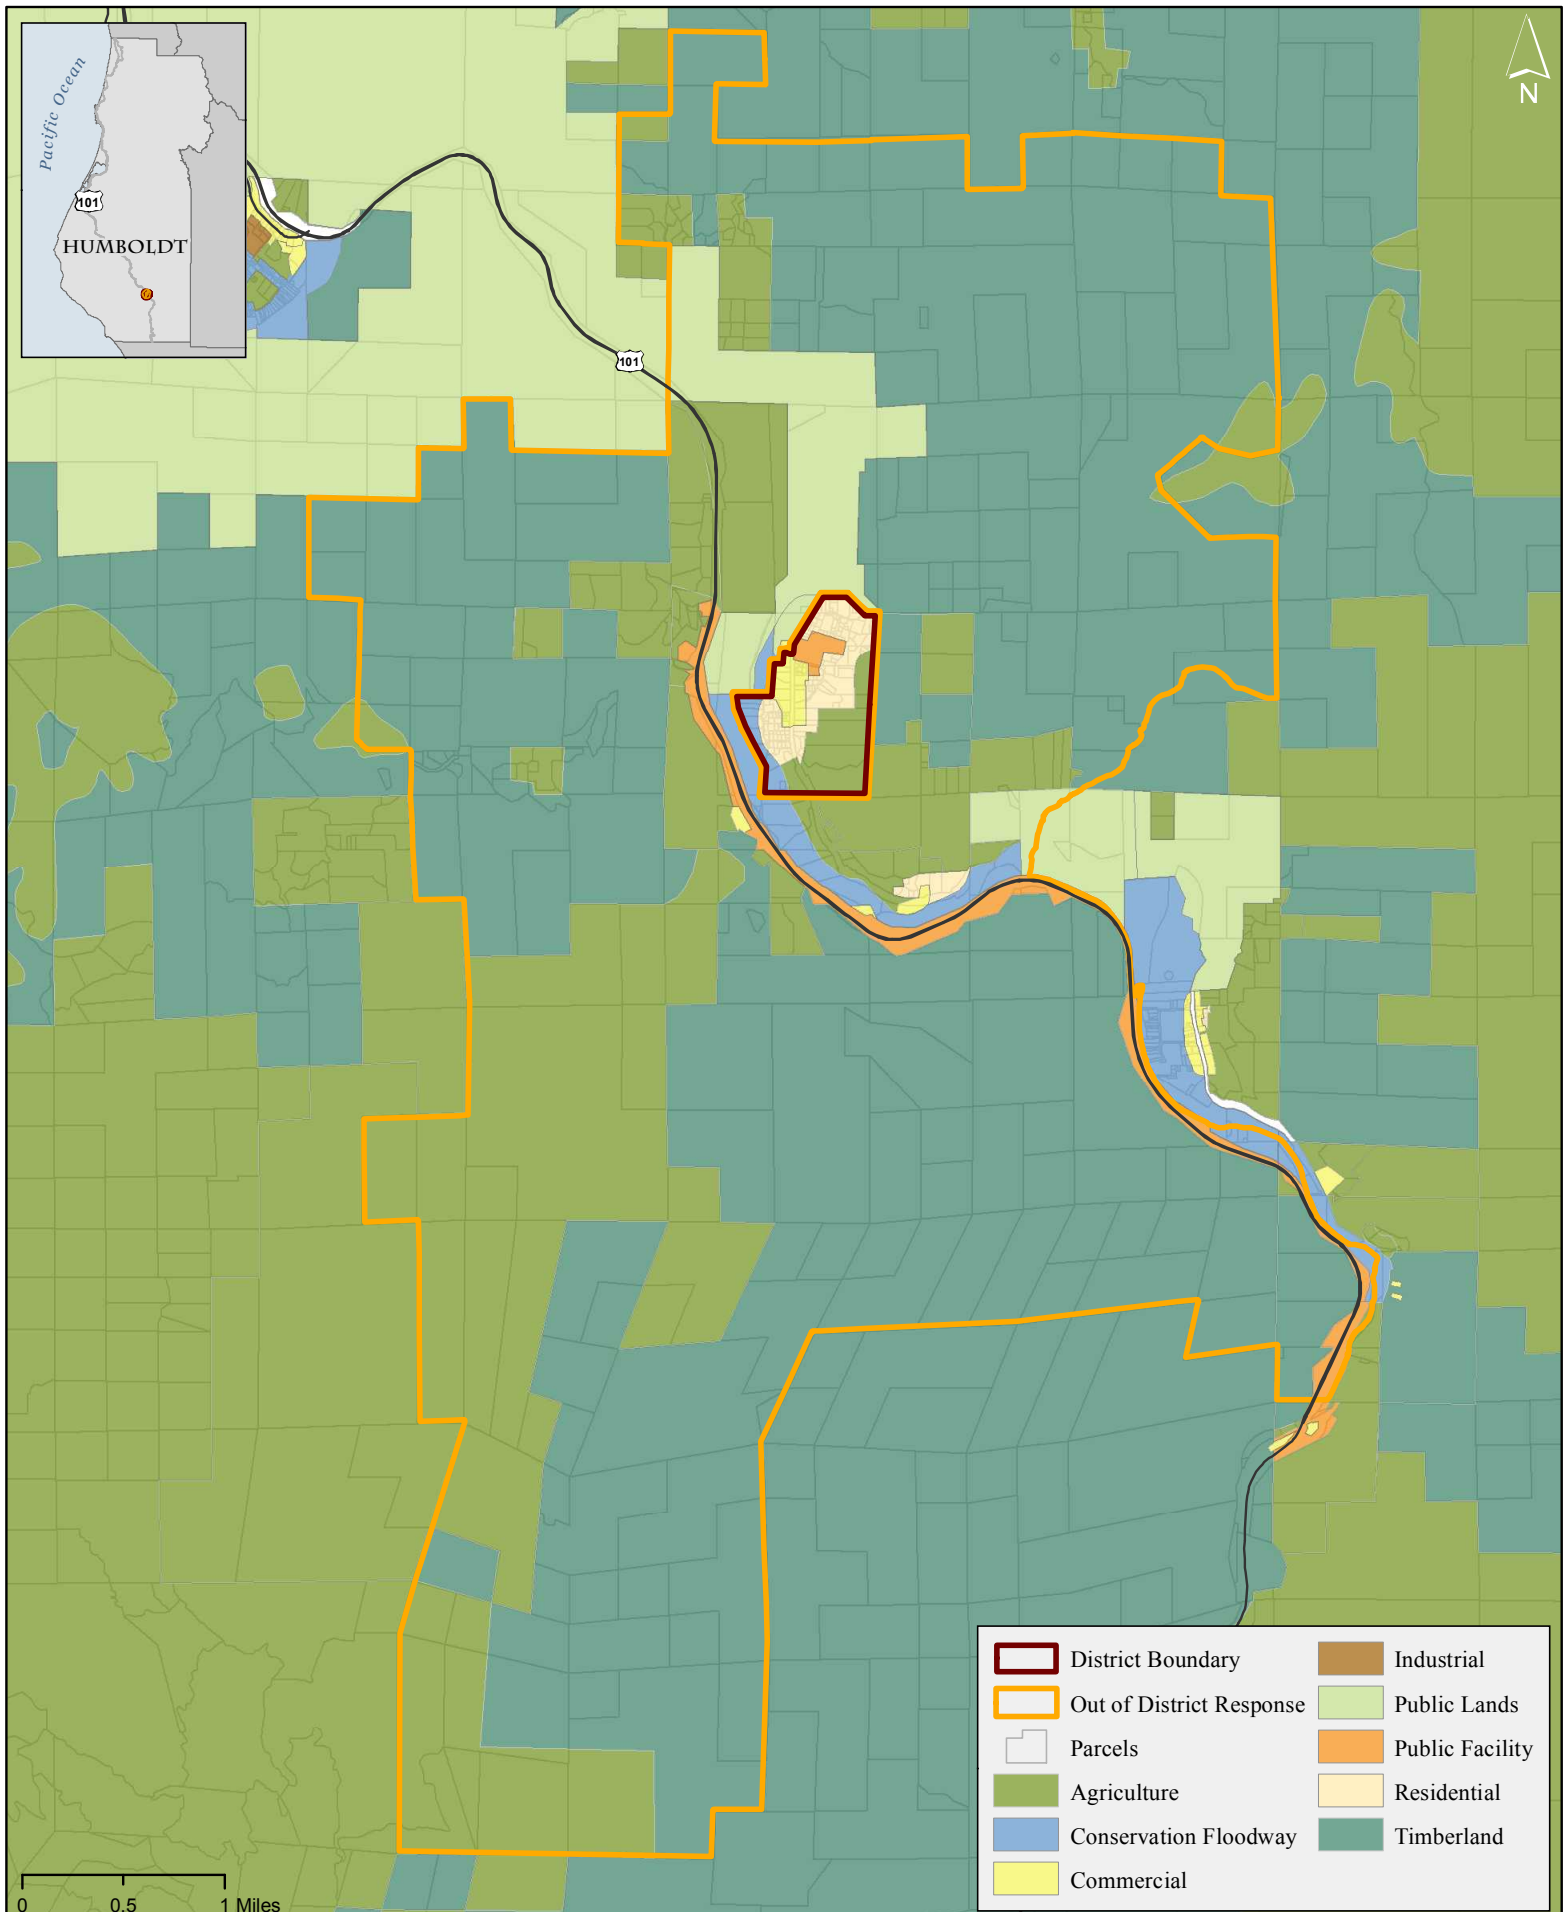 Pacific Ocean
101
HUMBOLDT
N
101
District Boundary
Out of District Response
Parcels
Agriculture
Conservation Floodway
Commercial
Industrial
Public Lands
Public Facility
Residential
Timberland
0 0.5 1 Miles